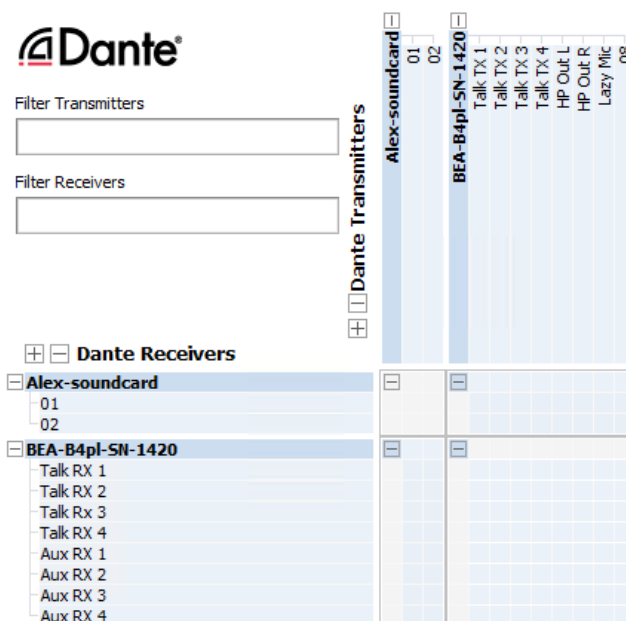 Dante®
Filter Transmitters
Filter Receivers
Dante Transmitters
Alex-soundcard
01
02
BEA-B4pl-SN-1420
Talk TX 1
Talk TX 2
Talk TX 3
Talk TX 4
HP Out L
HP Out R
Lazy Mic
08
Dante Receivers
Alex-soundcard
01
02
BEA-B4pl-SN-1420
Talk RX 1
Talk RX 2
Talk Rx 3
Talk RX 4
Aux RX 1
Aux RX 2
Aux RX 3
Aux RX 4